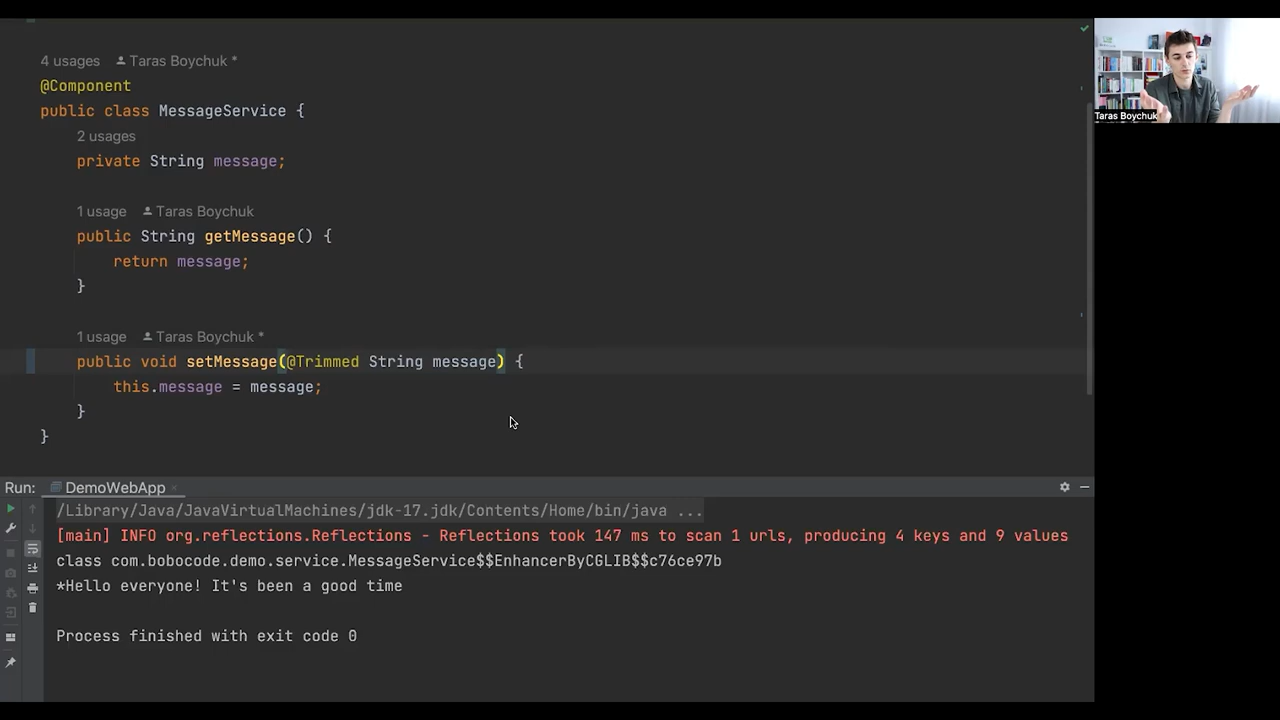 4 usages Taras Boychuk *
@Component
public class MessageService {
2 usages
private String message;
1 usage Taras Boychuk
public String getMessage() {
return message;
}
1 usage Taras Boychuk *
public void setMessage(@Trimmed String message) {
this.message = message;
}
}
Taras Boychuk
Run: DemoWebApp
/Library/Java/JavaVirtualMachines/jdk-17.jdk/Contents/Home/bin/java ...
[main] INFO org.reflections.Reflections - Reflections took 147 ms to scan 1 urls, producing 4 keys and 9 values
class com.bobocode.demo.service.MessageService$$EnhancerByCGLIB$$c76ce97b
*Hello everyone! It's been a good time
Process finished with exit code 0